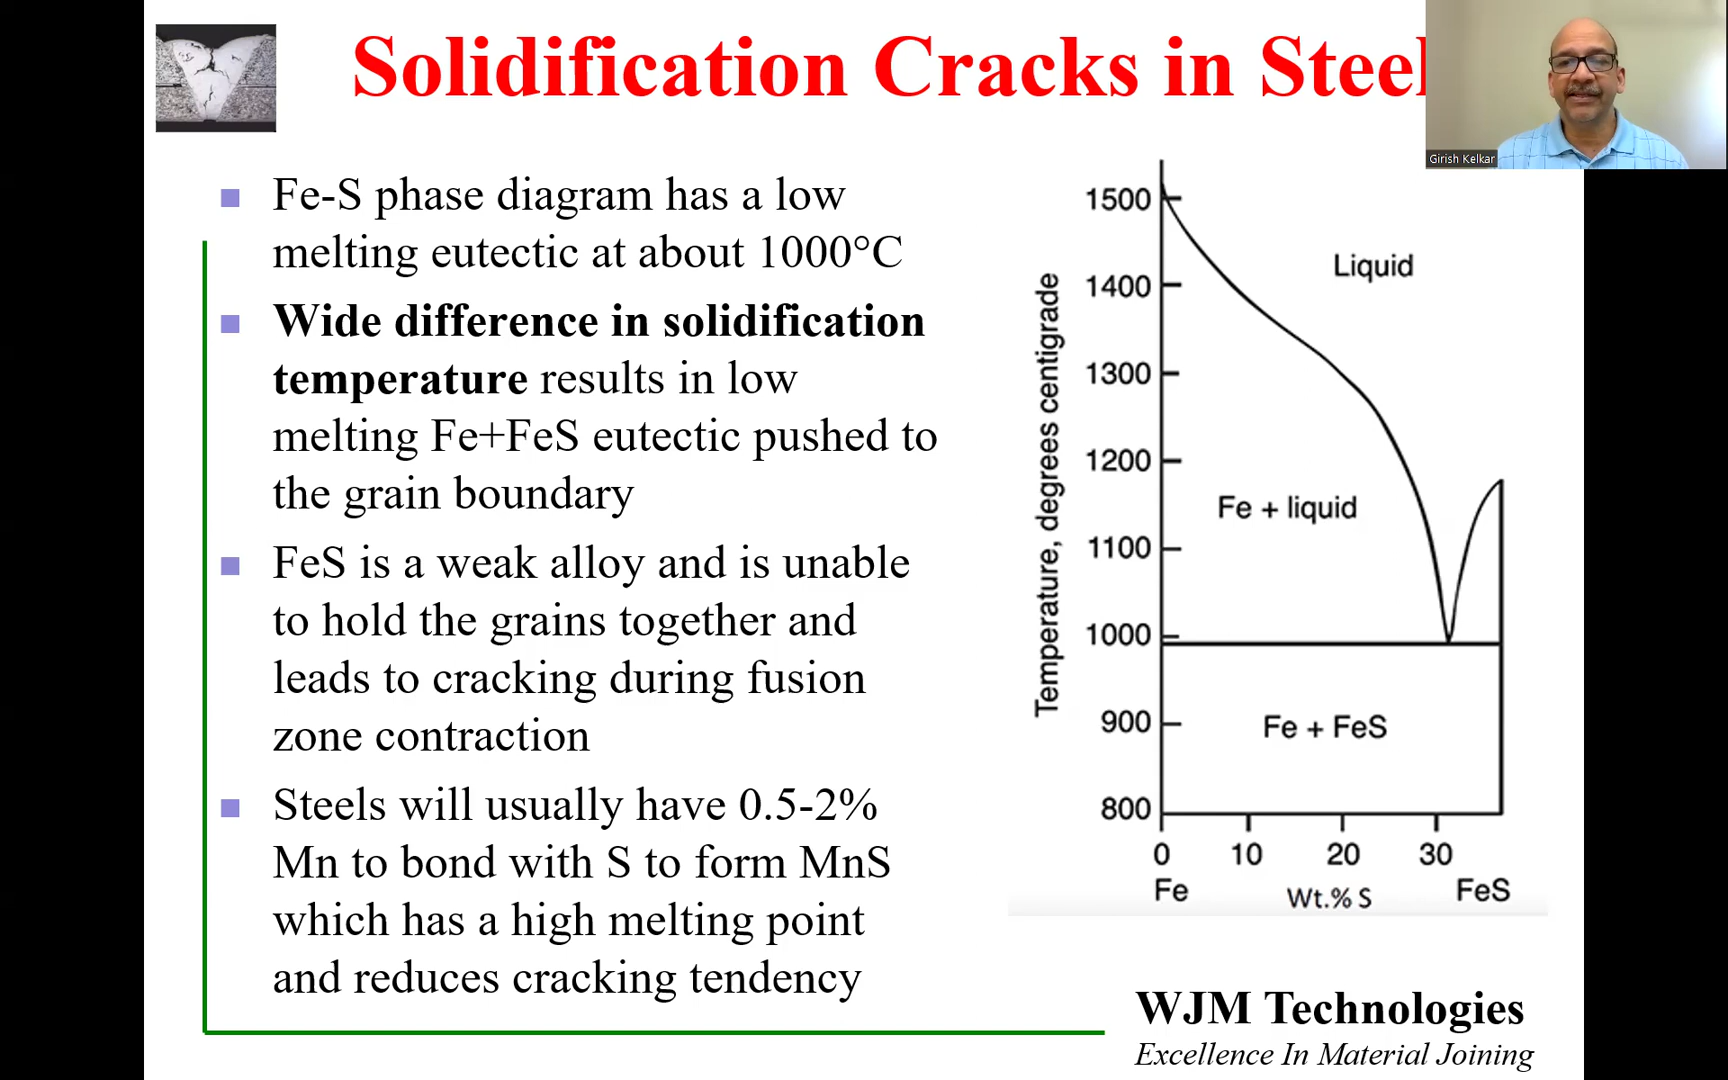 Solidification Cracks in Steel
Girish Kelkar
Fe-S phase diagram has a low
melting eutectic at about 1000°C
Wide difference in solidification
temperature results in low
melting Fe+FeS eutectic pushed to
the grain boundary
FeS is a weak alloy and is unable
to hold the grains together and
leads to cracking during fusion
zone contraction
Steels will usually have 0.5-2%
Mn to bond with S to form MnS
which has a high melting point
and reduces cracking tendency
Temperature, degrees centigrade
1500
1400
1300
1200
1100
1000
900
800
Liquid
Fe + liquid
Fe + FeS
0 10 20 30
Fe Wt.% S FeS
WJM Technologies
Excellence In Material Joining